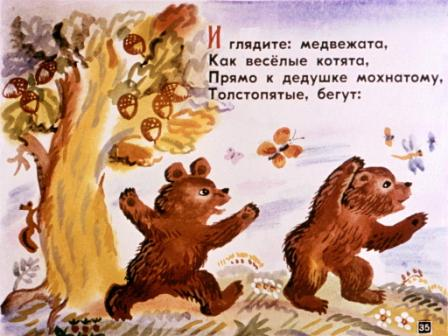 И глядите: медвежата,
Как весёлые котята,
Прямо к дедушке мохнатому,
Толстопятые, бегут:
35